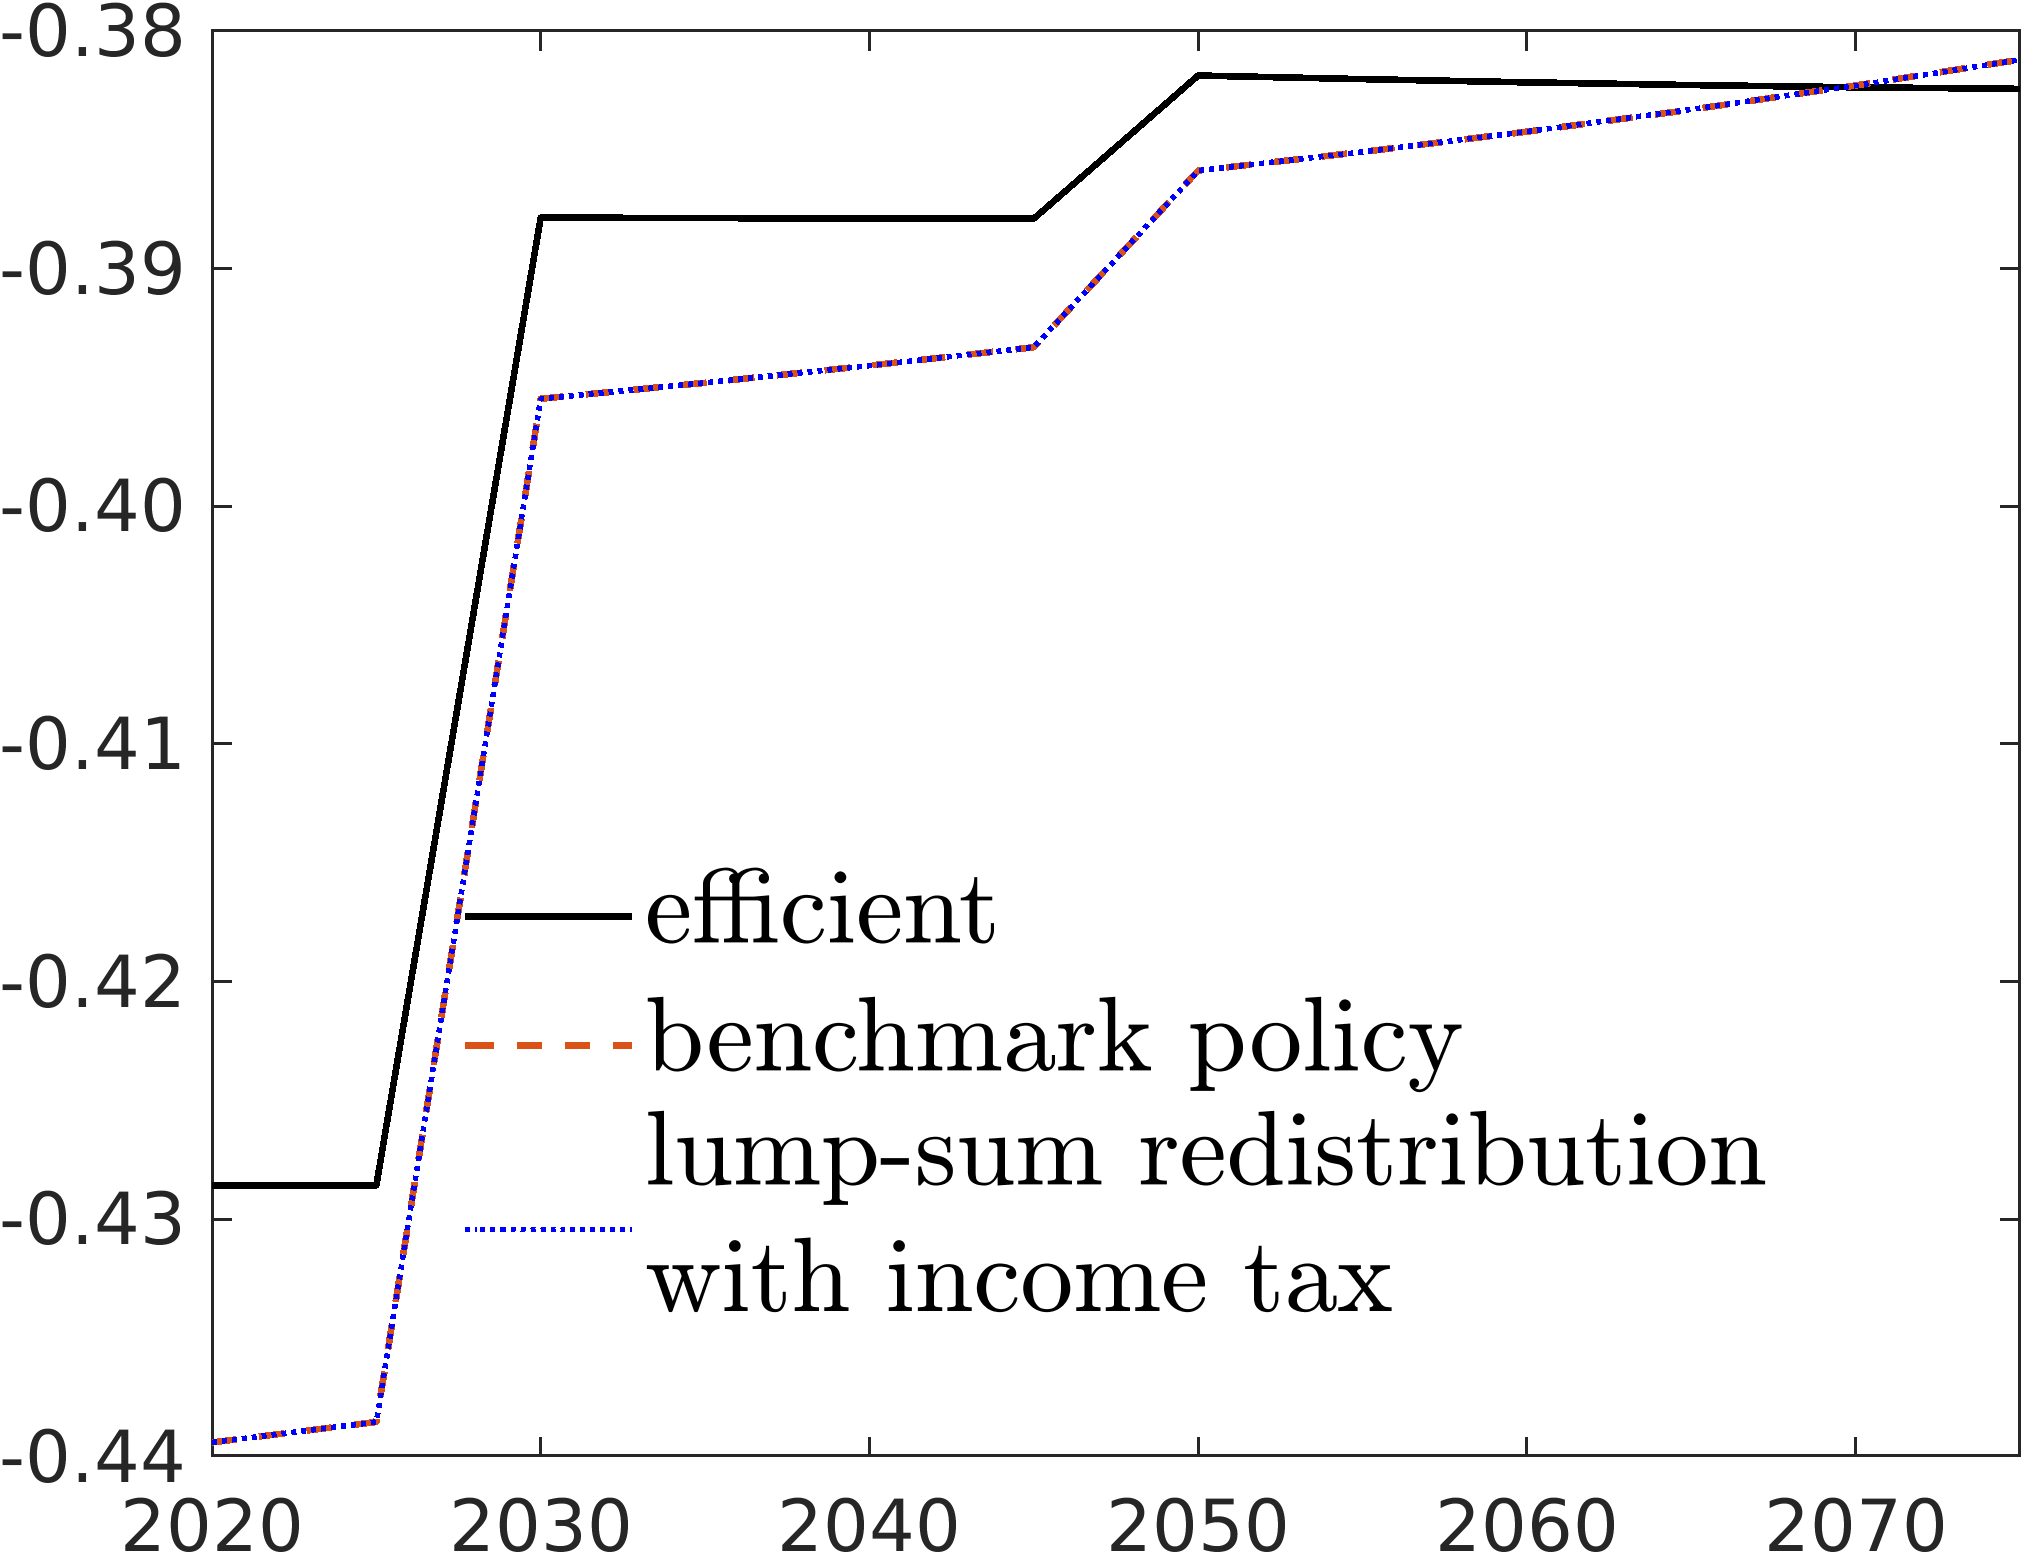 -0.38
-0.39
-0.40
-0.41
-0.42
-0.43
-0.44
efficient
benchmark policy
lump-sum redistribution
with income tax
2020 2030 2040 2050 2060 2070